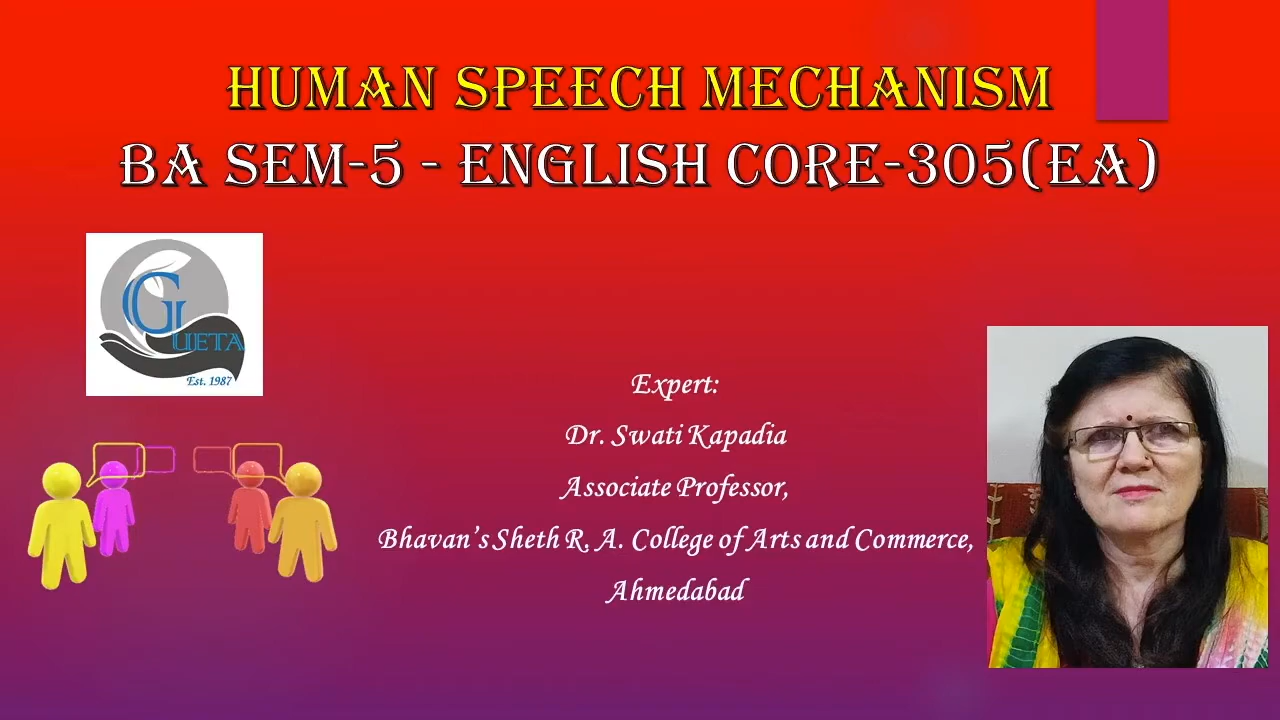 HUMAN SPEECH MECHANISM
BA SEM-5 - ENGLISH CORE-305(EA)
GUETA
Est. 1987
Expert:
Dr. Swati Kapadia
Associate Professor,
Bhavan's Sheth R. A. College of Arts and Commerce,
Ahmedabad